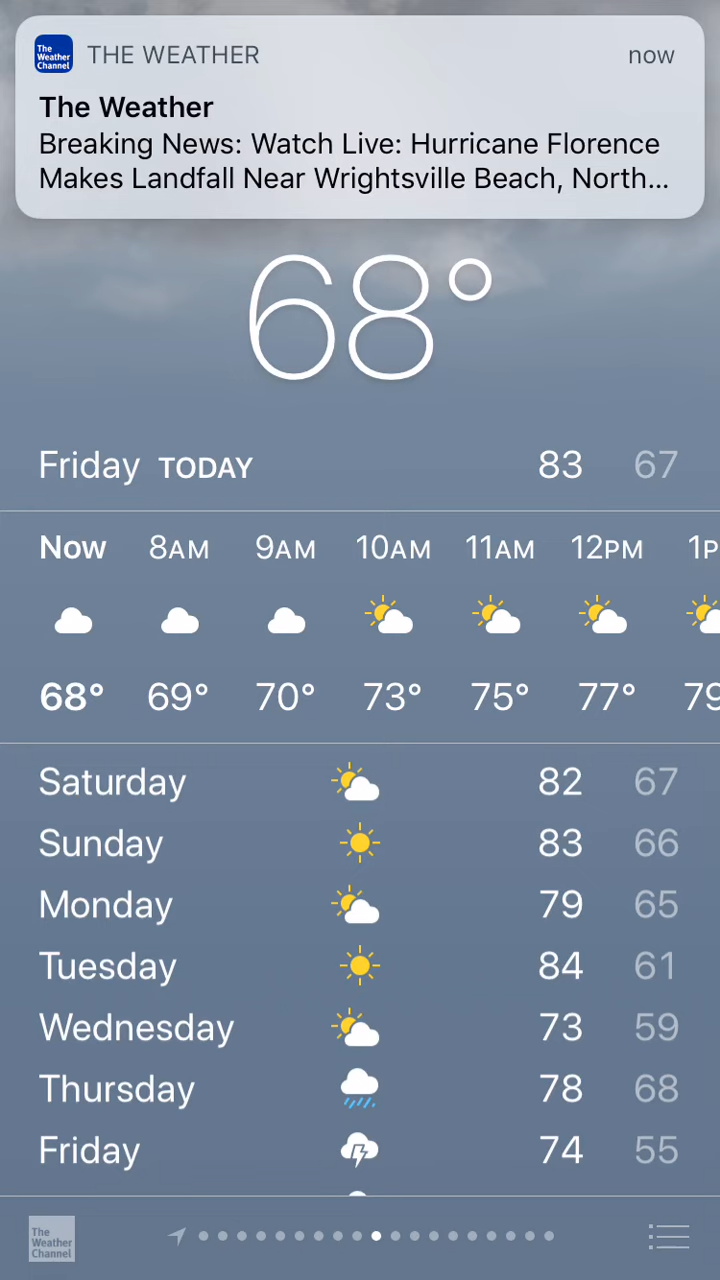 The
Weather
Channel
THE WEATHER now
The Weather
Breaking News: Watch Live: Hurricane Florence
Makes Landfall Near Wrightsville Beach, North...
68°
Friday TODAY 83 67
Now 8AM 9AM 10AM 11AM 12PM 1P
68° 69° 70° 73° 75° 77° 79
Saturday 82 67
Sunday 83 66
Monday 79 65
Tuesday 84 61
Wednesday 73 59
Thursday 78 68
Friday 74 55
The
Weather
Channel